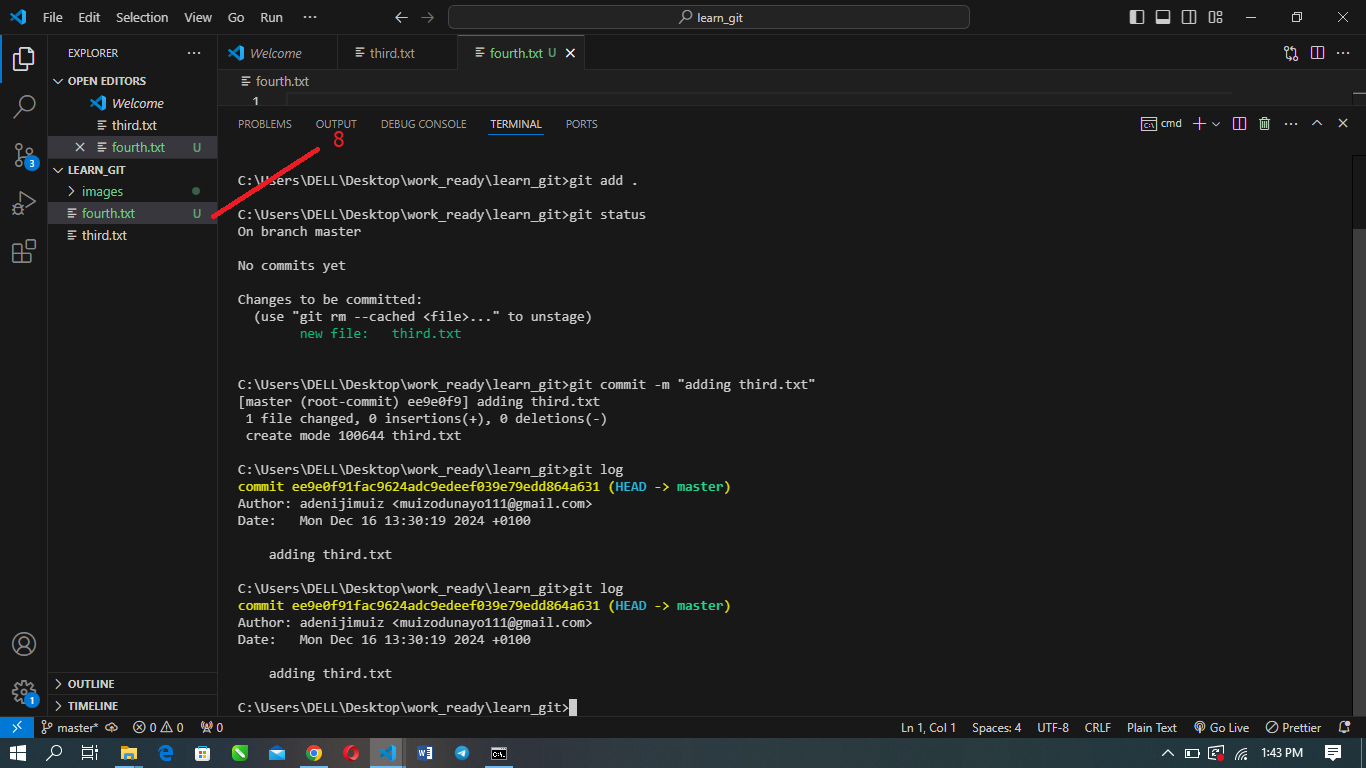 File Edit Selection View Go Run ··· learn_git
EXPLORER ···
OPEN EDITORS
Welcome
third.txt
fourth.txt U
LEARN_GIT
images
fourth.txt U
third.txt
OUTLINE
TIMELINE
3
1
Welcome third.txt fourth.txt U
fourth.txt
1
PROBLEMS OUTPUT DEBUG CONSOLE TERMINAL PORTS cmd
8
C:\Users\DELL\Desktop\work_ready\learn_git>git add .
C:\Users\DELL\Desktop\work_ready\learn_git>git status
On branch master
No commits yet
Changes to be committed:
(use "git rm --cached <file>..." to unstage)
new file: third.txt
C:\Users\DELL\Desktop\work_ready\learn_git>git commit -m "adding third.txt"
[master (root-commit) ee9e0f9] adding third.txt
1 file changed, 0 insertions(+), 0 deletions(-)
create mode 100644 third.txt
C:\Users\DELL\Desktop\work_ready\learn_git>git log
commit ee9e0f91fac9624adc9edeef039e79edd864a631 (HEAD -> master)
Author: adenijimuiz <muizodunayo111@gmail.com>
Date: Mon Dec 16 13:30:19 2024 +0100
adding third.txt
C:\Users\DELL\Desktop\work_ready\learn_git>git log
commit ee9e0f91fac9624adc9edeef039e79edd864a631 (HEAD -> master)
Author: adenijimuiz <muizodunayo111@gmail.com>
Date: Mon Dec 16 13:30:19 2024 +0100
adding third.txt
C:\Users\DELL\Desktop\work_ready\learn_git>
master* 0 0 0 Ln 1, Col 1 Spaces: 4 UTF-8 CRLF Plain Text Go Live Prettier
1:43 PM